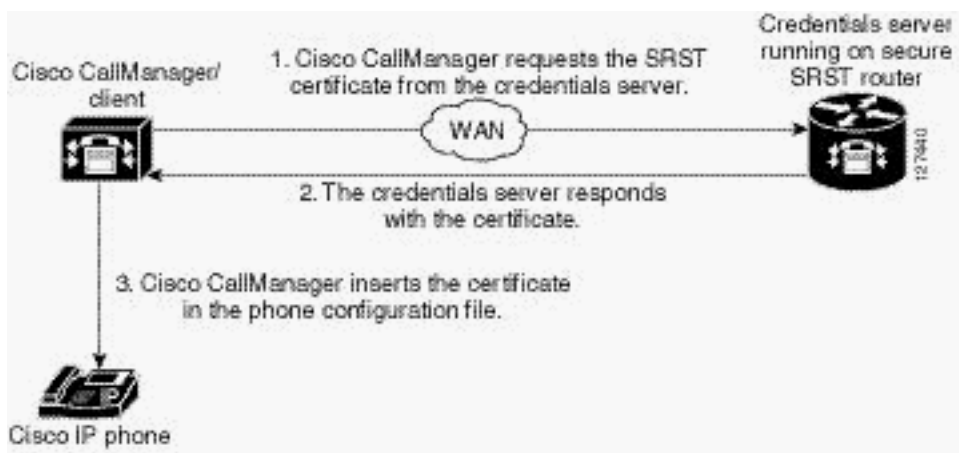 Credentials server
running on secure
SRST router
Cisco CallManager/
client
1. Cisco CallManager requests the SRST
certificate from the credentials server.
WAN
2. The credentials server responds
with the certificate.
127440
3. Cisco CallManager inserts the certificate
in the phone configuration file.
Cisco IP phone